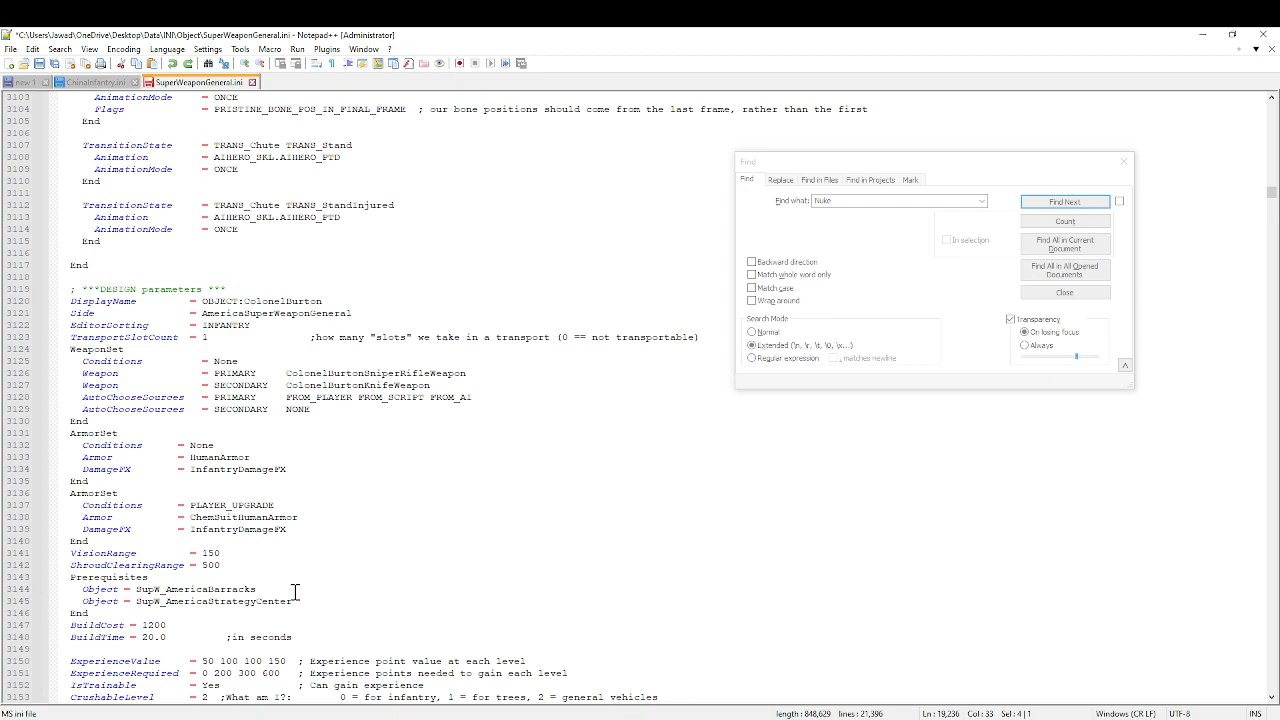 *C:\Users\Jawad\OneDrive\Desktop\Data\INI\Object\SuperWeaponGeneral.ini - Notepad++ [Administrator]
File Edit Search View Encoding Language Settings Tools Macro Run Plugins Window ?
new 1 ChinaInfantry.ini SuperWeaponGeneral.ini
3103 AnimationMode = ONCE
3104 Flags = PRISTINE_BONE_POS_IN_FINAL_FRAME ; our bone positions should come from the last frame, rather than the first
3105 End
3106
3107 TransitionState = TRANS_Chute TRANS_Stand
3108 Animation = AIHERO_SKL.AIHERO_PTD
3109 AnimationMode = ONCE
3110 End
3111
3112 TransitionState = TRANS_Chute TRANS_StandInjured
3113 Animation = AIHERO_SKL.AIHERO_PTD
3114 AnimationMode = ONCE
3115 End
3116
3117 End
3118
3119 ; ***DESIGN parameters ***
3120 DisplayName = OBJECT:ColonelBurton
3121 Side = AmericaSuperWeaponGeneral
3122 EditorSorting = INFANTRY
3123 TransportSlotCount = 1 ;how many "slots" we take in a transport (0 == not transportable)
3124 WeaponSet
3125 Conditions = None
3126 Weapon = PRIMARY ColonelBurtonSniperRifleWeapon
3127 Weapon = SECONDARY ColonelBurtonKnifeWeapon
3128 AutoChooseSources = PRIMARY FROM_PLAYER FROM_SCRIPT FROM_AI
3129 AutoChooseSources = SECONDARY NONE
3130 End
3131 ArmorSet
3132 Conditions = None
3133 Armor = HumanArmor
3134 DamageFX = InfantryDamageFX
3135 End
3136 ArmorSet
3137 Conditions = PLAYER_UPGRADE
3138 Armor = ChemSuitHumanArmor
3139 DamageFX = InfantryDamageFX
3140 End
3141 VisionRange = 150
3142 ShroudClearingRange = 500
3143 Prerequisites
3144 Object = SupW_AmericaBarracks
3145 Object = SupW_AmericaStrategyCenter
3146 End
3147 BuildCost = 1200
3148 BuildTime = 20.0 ;in seconds
3149
3150 ExperienceValue = 50 100 100 150 ; Experience point value at each level
3151 ExperienceRequired = 0 200 300 600 ; Experience points needed to gain each level
3152 IsTrainable = Yes ; Can gain experience
3153 CrushableLevel = 2 ;What am I?: 0 = for infantry, 1 = for trees, 2 = general vehicles
Find
Find Replace Find in Files Find in Projects Mark
Find what: Nuke Find Next
Count
In selection Find All in Current Document
Backward direction Find All in All Opened Documents
Match whole word only
Match case Close
Wrap around
Search Mode Transparency
Normal On losing focus
Extended (\n, \r, \t, \0, \x...) Always
Regular expression . matches newline
MS ini file length : 848,629 lines : 21,396 Ln : 19,236 Col : 33 Sel : 4 | 1 Windows (CR LF) UTF-8 INS